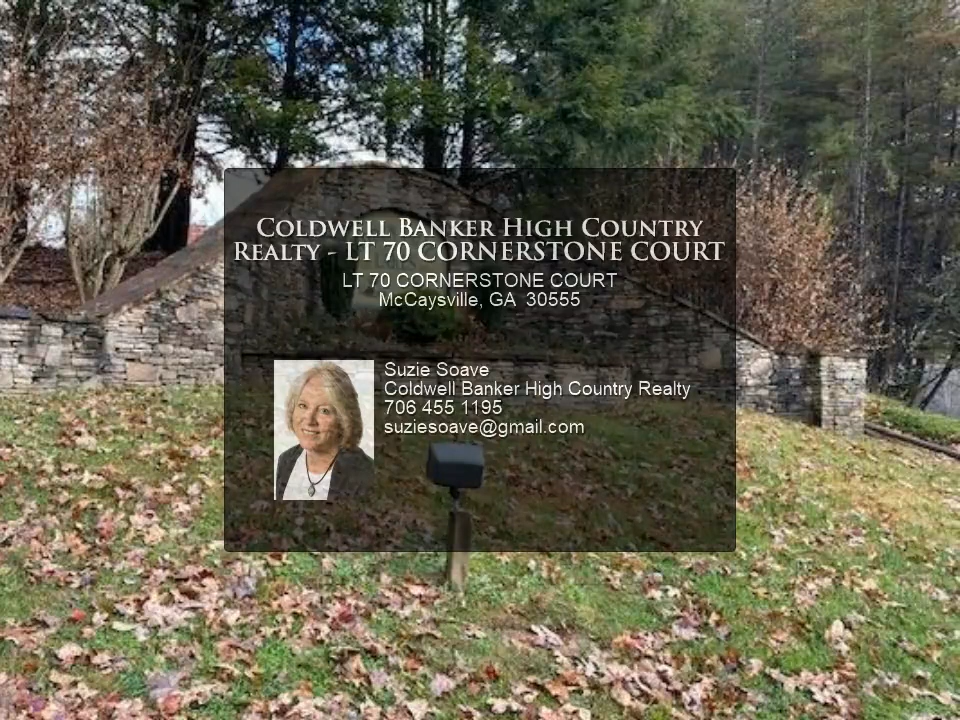 Coldwell Banker High Country
Realty - LT 70 CORNERSTONE COURT
LT 70 CORNERSTONE COURT
McCaysville, GA  30555
Suzie Soave
Coldwell Banker High Country Realty
706 455 1195
suziesoave@gmail.com